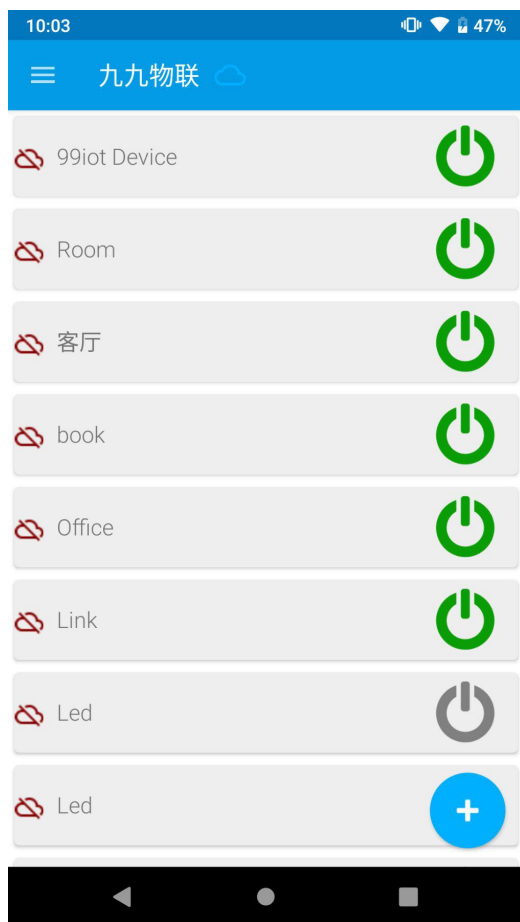 10:03 47%
九九物联
99iot Device
Room
客厅
book
Office
Link
Led
Led